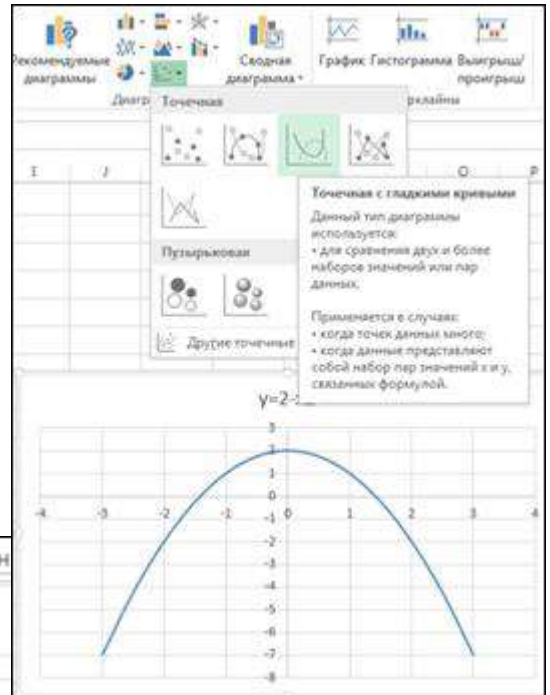 Рекомендуемые диаграммы
Сводная диаграмма
График Гистограмма Выигрыш/проигрыш
Точечная
I J O P
Точечная с гладкими кривыми
Данный тип диаграммы
используется:
• для сравнения двух и более
наборов значений или пар
данных.
Применяется в случаях:
• когда точек данных много;
• когда данные представляют
собой набор пар значений x и y,
связанных формулой.
Пузырьковая
Другие точечные
3
2
1
0
-4 -3 -2 -1 0 1 2 3 4
-1
-2
-3
-4
-5
-6
-7
-8